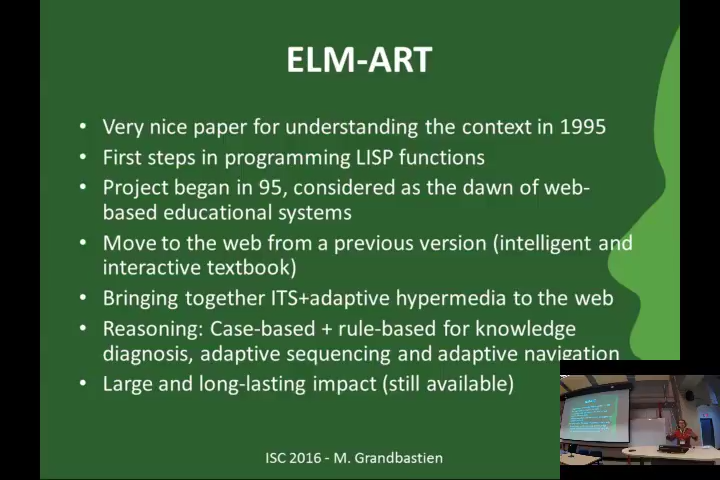 ELM-ART
• Very nice paper for understanding the context in 1995
• First steps in programming LISP functions
• Project began in 95, considered as the dawn of web-
based educational systems
• Move to the web from a previous version (intelligent and
interactive textbook)
• Bringing together ITS+adaptive hypermedia to the web
• Reasoning: Case-based + rule-based for knowledge
diagnosis, adaptive sequencing and adaptive navigation
• Large and long-lasting impact (still available)
ISC 2016 - M. Grandbastien